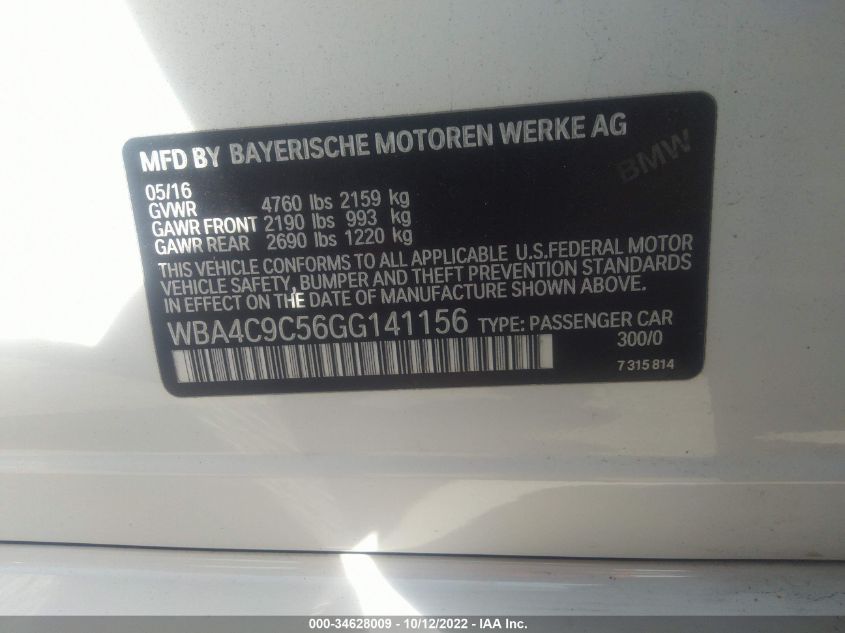 MFD BY BAYERISCHE MOTOREN WERKE AG
BMW
05/16
GVWR 4760 lbs 2159 kg
GAWR FRONT 2190 lbs 993 kg
GAWR REAR 2690 lbs 1220 kg
THIS VEHICLE CONFORMS TO ALL APPLICABLE U.S.FEDERAL MOTOR
VEHICLE SAFETY, BUMPER AND THEFT PREVENTION STANDARDS
IN EFFECT ON THE DATE OF MANUFACTURE SHOWN ABOVE.
WBA4C9C56GG141156 TYPE: PASSENGER CAR
300/0
7 315 814
000-34628009 - 10/12/2022 - IAA, Inc.